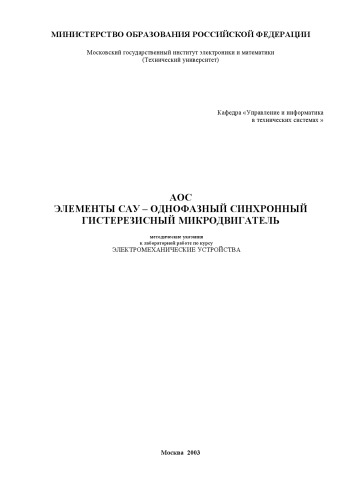 МИНИСТЕРСТВО ОБРАЗОВАНИЯ РОССИЙСКОЙ ФЕДЕРАЦИИ
Московский государственный институт электроники и математики
(Технический университет)
Кафедра «Управление и информатика
в технических системах »
АОС
ЭЛЕМЕНТЫ САУ – ОДНОФАЗНЫЙ СИНХРОННЫЙ
ГИСТЕРЕЗИСНЫЙ МИКРОДВИГАТЕЛЬ
методические указания
к лабораторной работе по курсу
ЭЛЕКТРОМЕХАНИЧЕСКИЕ УСТРОЙСТВА
Москва 2003